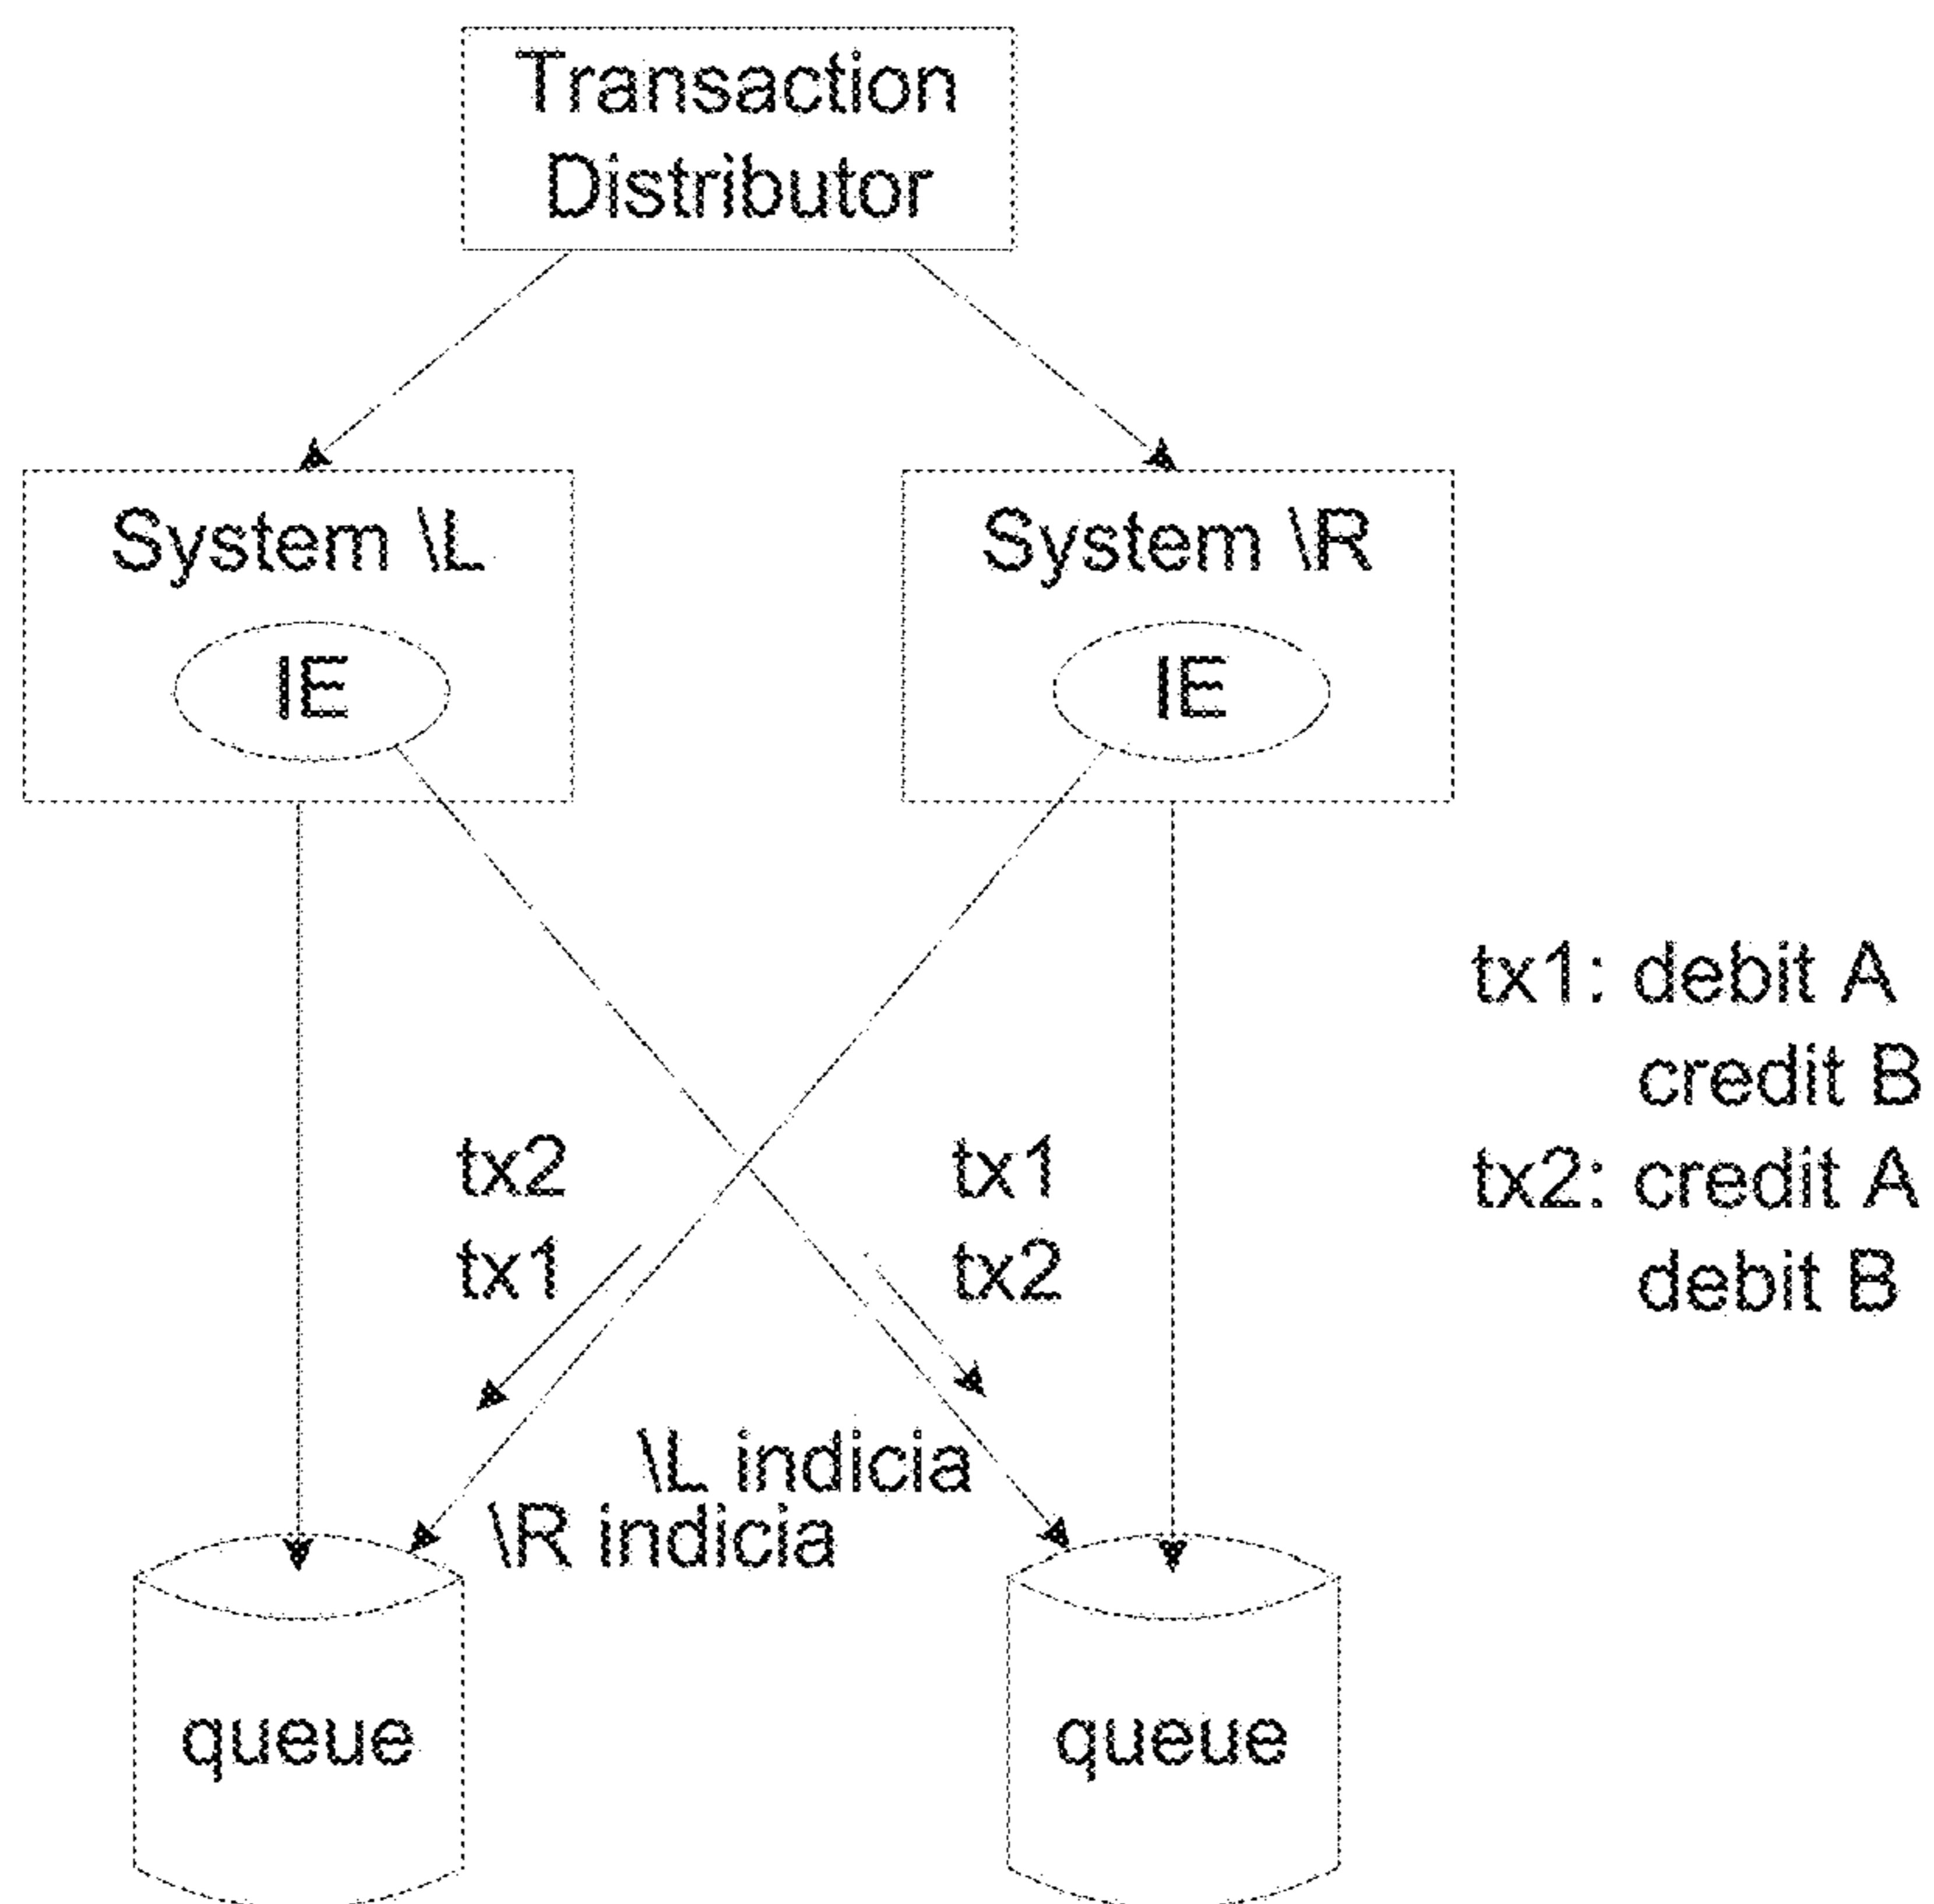 Transaction
Distributor
System \L
System \R
IE
IE
tx1: debit A
credit B
tx2: credit A
debit B
tx2
tx1
tx1
tx2
\L indicia
\R indicia
queue
queue